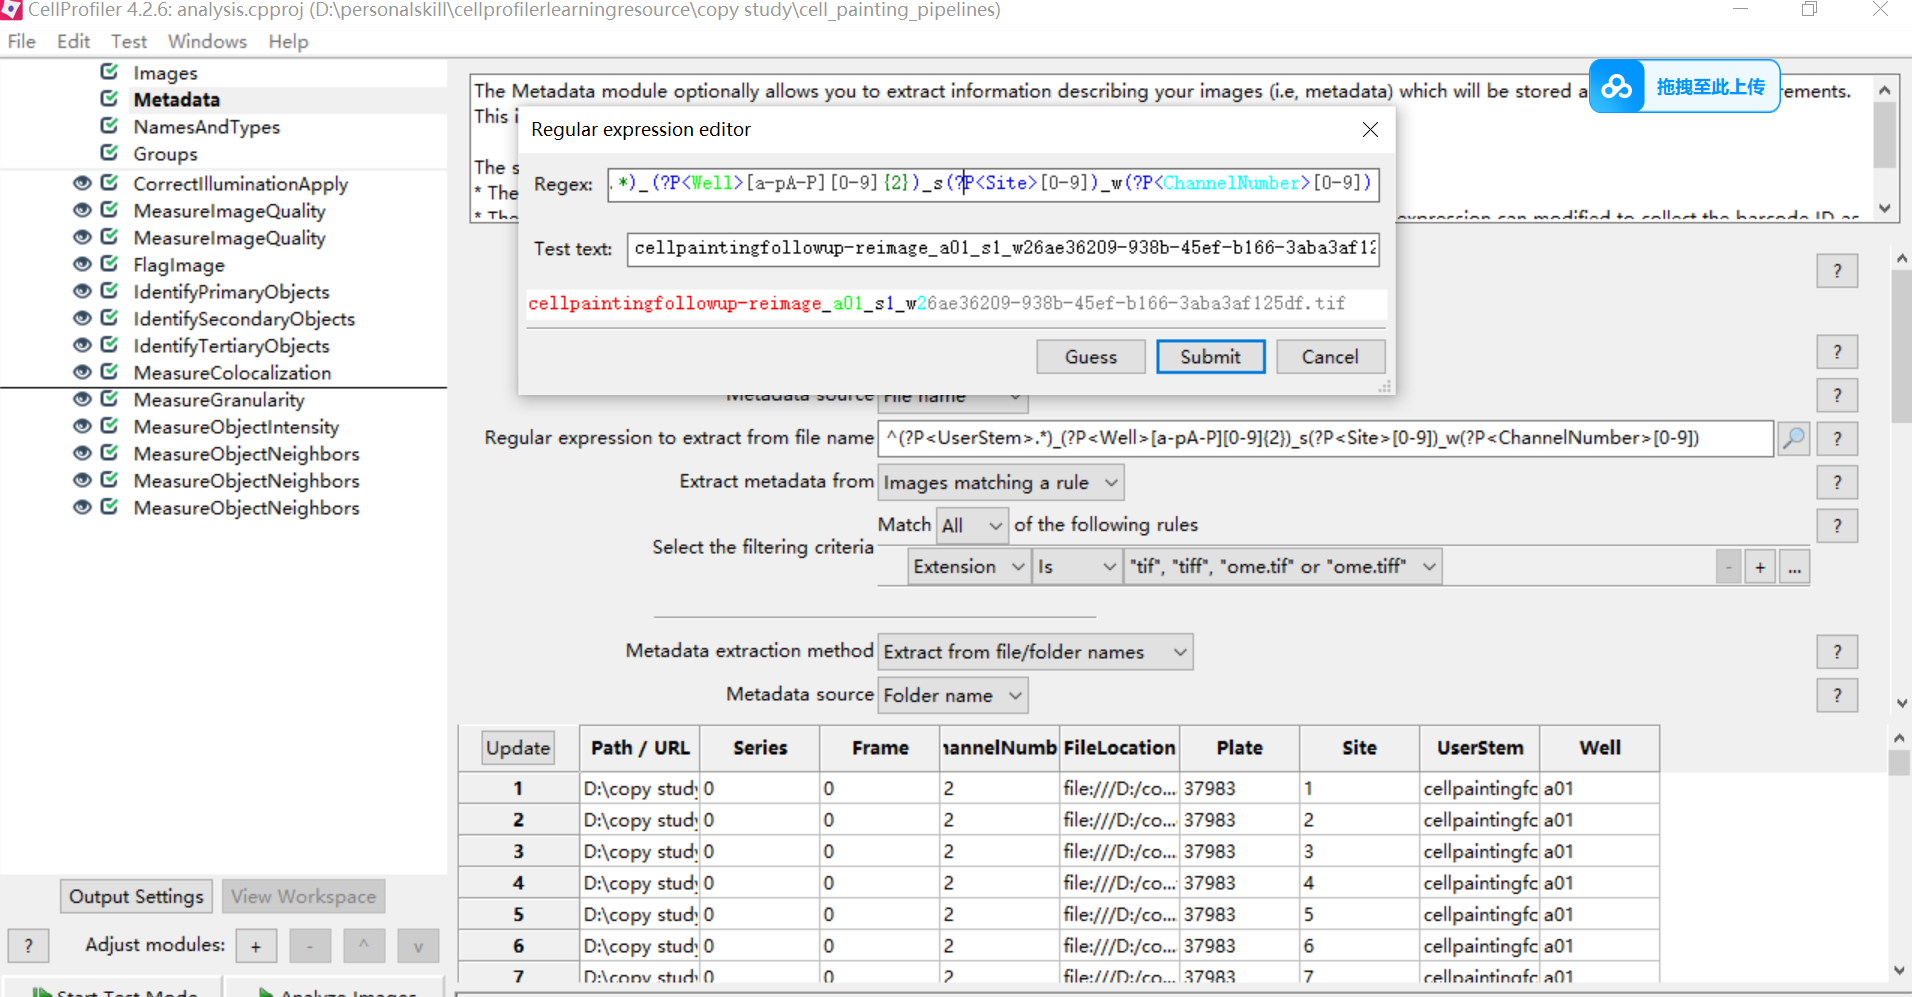 CellProfiler 4.2.6: analysis.cpproj (D:\personalskill\cellprofilerlearningresource\copy study\cell_painting_pipelines)
File Edit Test Windows Help
Images
Metadata
NamesAndTypes
Groups
CorrectIlluminationApply
MeasureImageQuality
MeasureImageQuality
FlagImage
IdentifyPrimaryObjects
IdentifySecondaryObjects
IdentifyTertiaryObjects
MeasureColocalization
MeasureGranularity
MeasureObjectIntensity
MeasureObjectNeighbors
MeasureObjectNeighbors
MeasureObjectNeighbors
Output Settings View Workspace
? Adjust modules: + - ^ v
Start Test Mode Analyze Images
The Metadata module optionally allows you to extract information describing your images (i.e, metadata) which will be stored a rements.
拖拽至此上传
This i
The s
* The
* The expression can modified to collect the barcode ID as
Regular expression editor
Regex: .*)_(?P<Well>[a-pA-P][0-9]{2})_s(?P<Site>[0-9])_w(?P<ChannelNumber>[0-9])
Test text: cellpaintingfollowup-reimage_a01_s1_w26ae36209-938b-45ef-b166-3aba3af12
cellpaintingfollowup-reimage_a01_s1_w26ae36209-938b-45ef-b166-3aba3af125df.tif
Guess Submit Cancel
?
?
Metadata source File name ?
Regular expression to extract from file name ^(?P<UserStem>.*)_(?P<Well>[a-pA-P][0-9]{2})_s(?P<Site>[0-9])_w(?P<ChannelNumber>[0-9]) ?
Extract metadata from Images matching a rule ?
Match All of the following rules ?
Select the filtering criteria
Extension Is "tif", "tiff", "ome.tif" or "ome.tiff" - + ...
Metadata extraction method Extract from file/folder names ?
Metadata source Folder name ?
Update Path / URL Series Frame hannelNumb FileLocation Plate Site UserStem Well
1 D:\copy study 0 0 2 file:///D:/co... 37983 1 cellpaintingfc a01
2 D:\copy study 0 0 2 file:///D:/co... 37983 2 cellpaintingfc a01
3 D:\copy study 0 0 2 file:///D:/co... 37983 3 cellpaintingfc a01
4 D:\copy study 0 0 2 file:///D:/co... 37983 4 cellpaintingfc a01
5 D:\copy study 0 0 2 file:///D:/co... 37983 5 cellpaintingfc a01
6 D:\copy study 0 0 2 file:///D:/co... 37983 6 cellpaintingfc a01
7 D:\copy study 0 0 2 file:///D:/co... 37983 7 cellpaintingfc a01